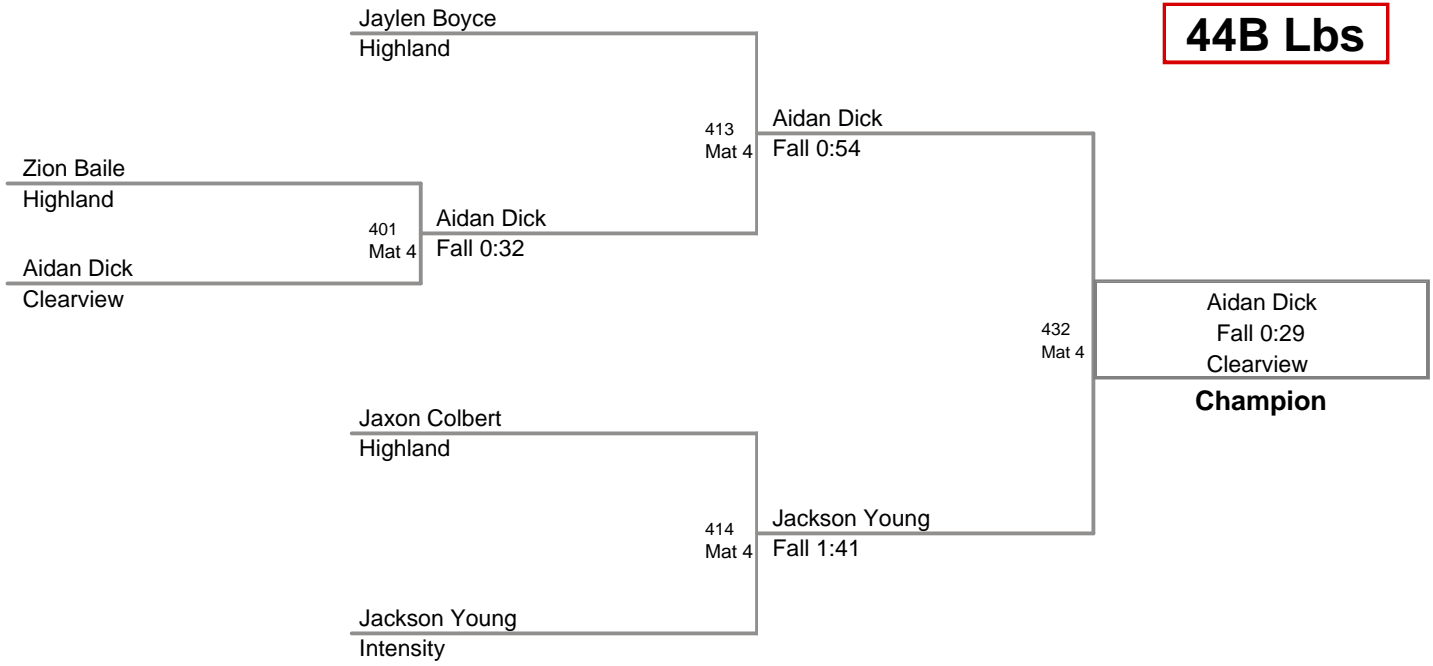 44B Lbs
Jaylen Boyce
Highland
Zion Baile
Highland
401
Mat 4
Aidan Dick
Clearview
Aidan Dick
Fall 0:32
413
Mat 4
Aidan Dick
Fall 0:54
Jaxon Colbert
Highland
414
Mat 4
Jackson Young
Intensity
Jackson Young
Fall 1:41
432
Mat 4
Aidan Dick
Fall 0:29
Clearview
Champion